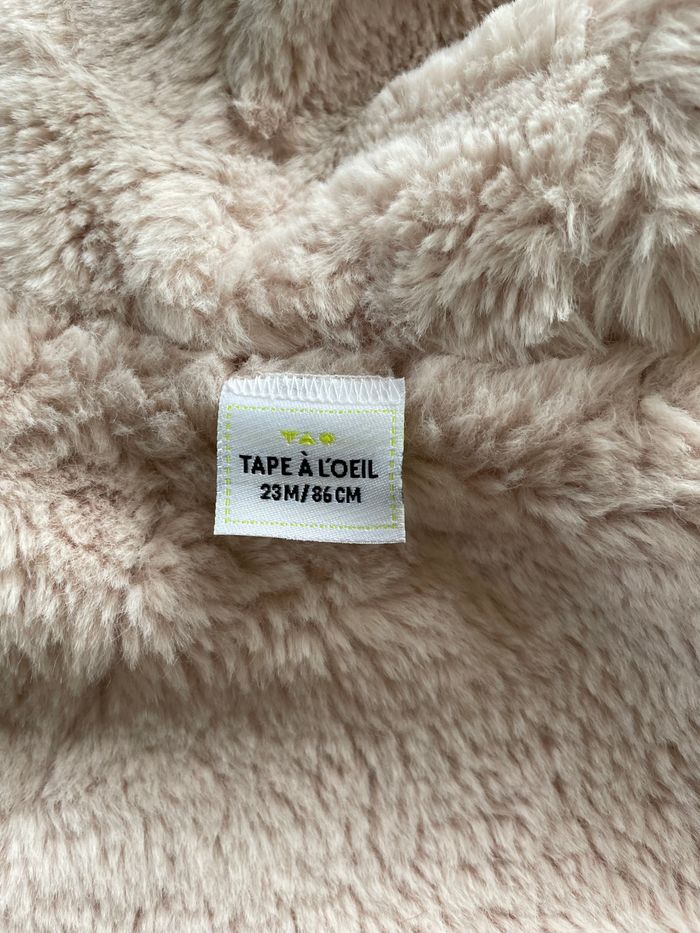 TAO
TAPE À L'OEIL
23M/86CM